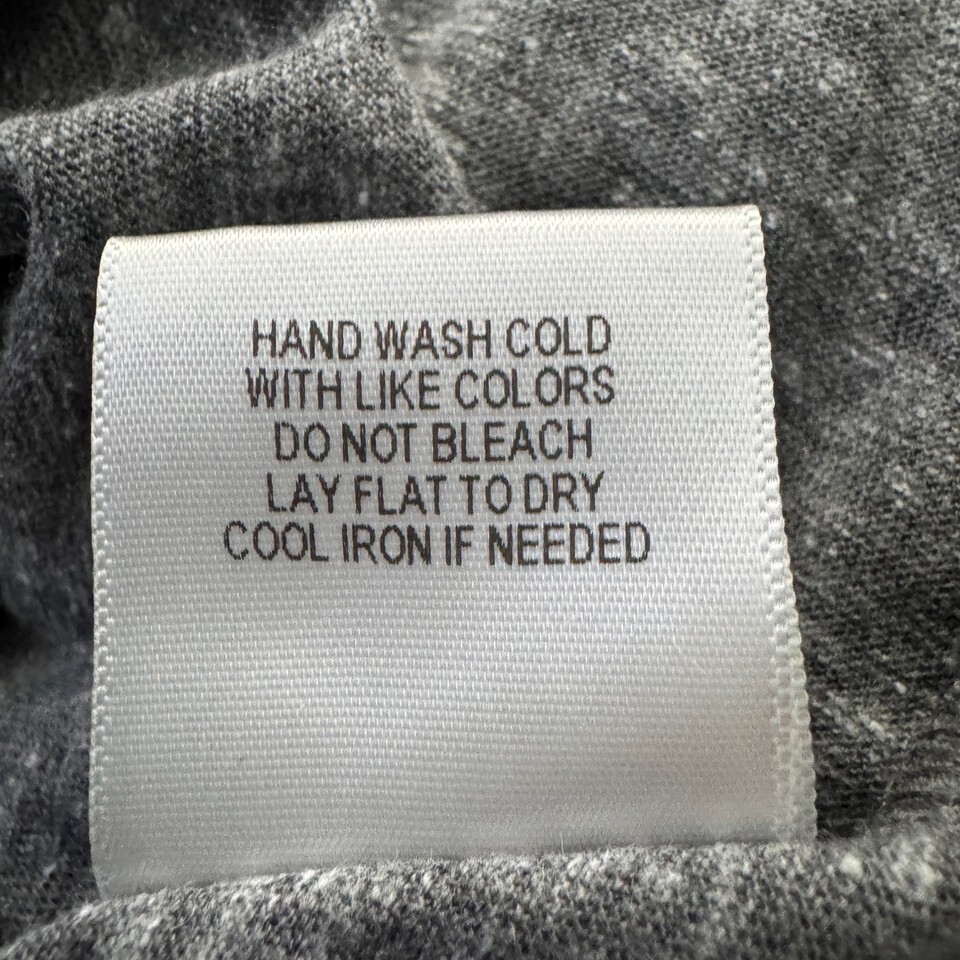 HAND WASH COLD
WITH LIKE COLORS
DO NOT BLEACH
LAY FLAT TO DRY
COOL IRON IF NEEDED